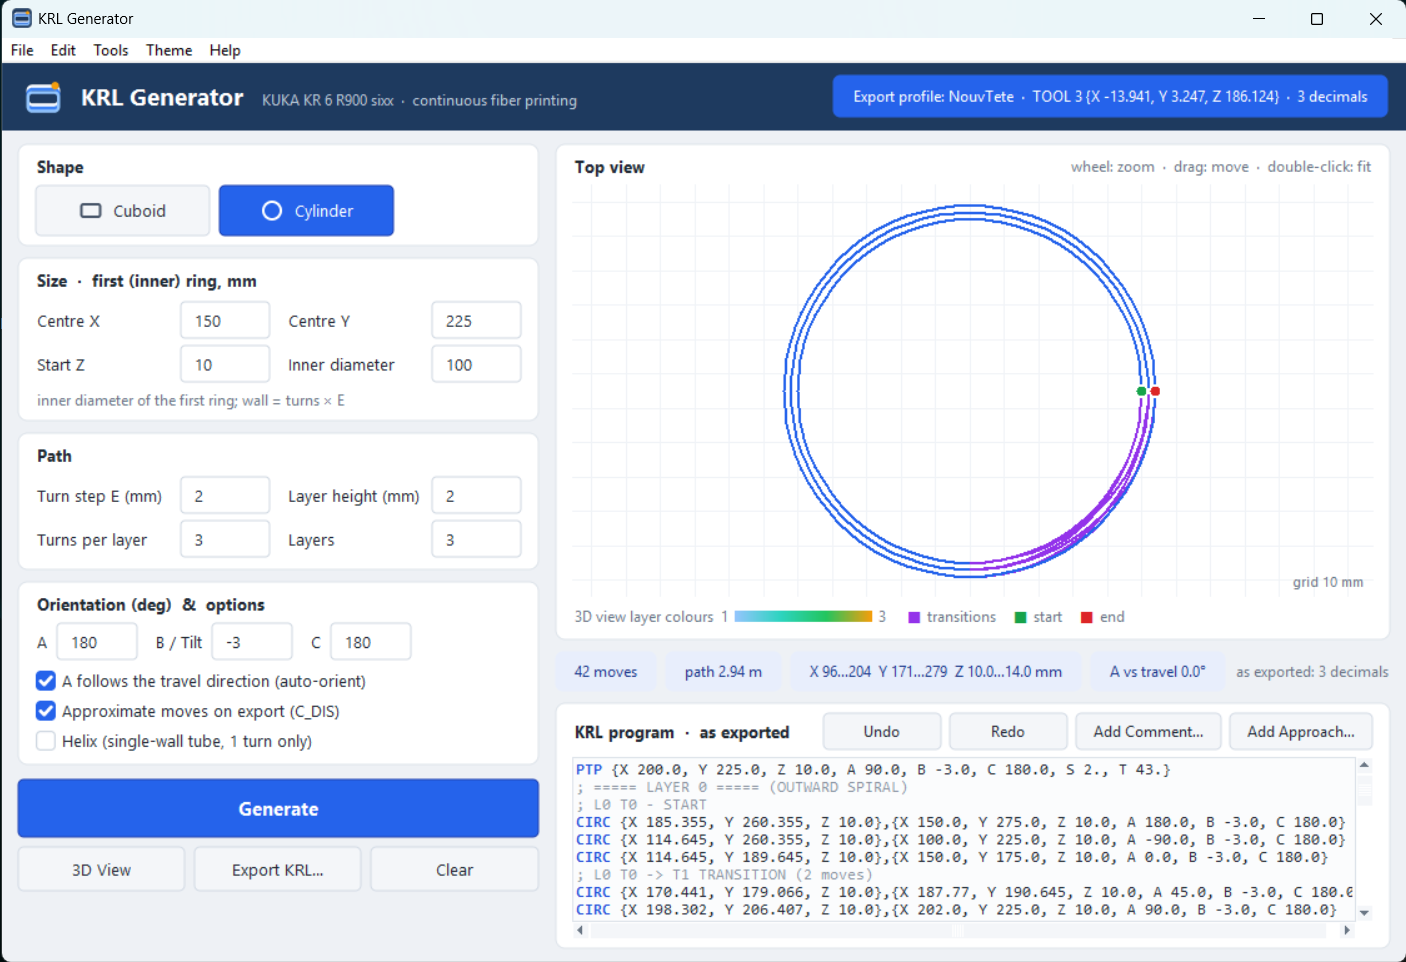 KRL Generator
File Edit Tools Theme Help
KRL Generator KUKA KR 6 R900 sixx · continuous fiber printing
Export profile: NouvTete · TOOL 3 {X -13.941, Y 3.247, Z 186.124} · 3 decimals
Shape
Cuboid Cylinder
Size · first (inner) ring, mm
Centre X 150 Centre Y 225
Start Z 10 Inner diameter 100
inner diameter of the first ring; wall = turns × E
Path
Turn step E (mm) 2 Layer height (mm) 2
Turns per layer 3 Layers 3
Orientation (deg) & options
A 180 B / Tilt -3 C 180
A follows the travel direction (auto-orient)
Approximate moves on export (C_DIS)
Helix (single-wall tube, 1 turn only)
Generate
3D View Export KRL... Clear
Top view wheel: zoom · drag: move · double-click: fit
grid 10 mm
3D view layer colours 1 3 transitions start end
42 moves path 2.94 m X 96...204 Y 171...279 Z 10.0...14.0 mm A vs travel 0.0° as exported: 3 decimals
KRL program · as exported Undo Redo Add Comment... Add Approach...
PTP {X 200.0, Y 225.0, Z 10.0, A 90.0, B -3.0, C 180.0, S 2., T 43.}
; ===== LAYER 0 ===== (OUTWARD SPIRAL)
; L0 T0 - START
CIRC {X 185.355, Y 260.355, Z 10.0},{X 150.0, Y 275.0, Z 10.0, A 180.0, B -3.0, C 180.0}
CIRC {X 114.645, Y 260.355, Z 10.0},{X 100.0, Y 225.0, Z 10.0, A -90.0, B -3.0, C 180.0}
CIRC {X 114.645, Y 189.645, Z 10.0},{X 150.0, Y 175.0, Z 10.0, A 0.0, B -3.0, C 180.0}
; L0 T0 -> T1 TRANSITION (2 moves)
CIRC {X 170.441, Y 179.066, Z 10.0},{X 187.77, Y 190.645, Z 10.0, A 45.0, B -3.0, C 180.0
CIRC {X 198.302, Y 206.407, Z 10.0},{X 202.0, Y 225.0, Z 10.0, A 90.0, B -3.0, C 180.0}